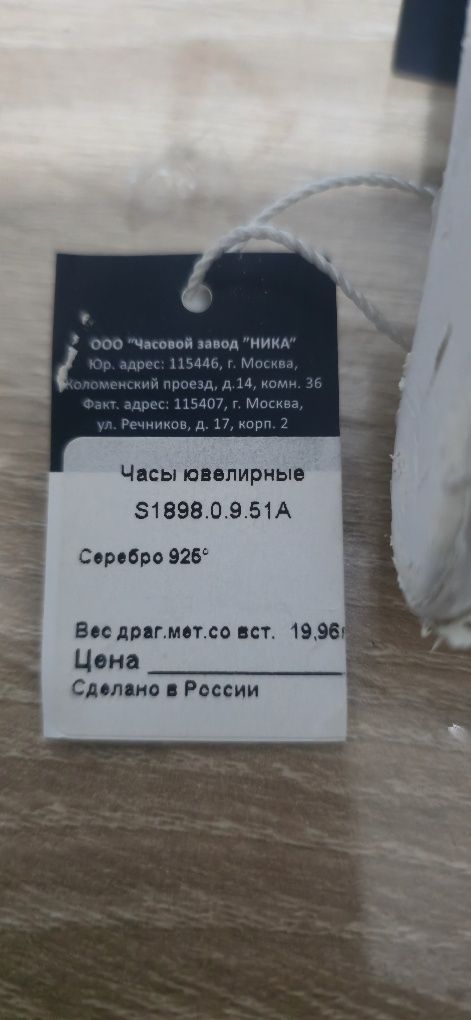 ООО "Часовой завод "НИКА"
Юр. адрес: 115446, г. Москва,
Коломенский проезд, д.14, комн. 36
Факт. адрес: 115407, г. Москва,
ул. Речников, д. 17, корп. 2
Часы ювелирные
S1898.0.9.51A
Серебро 925°
Вес драг.мет.со вст. 19,96г
Цена
Сделано в России